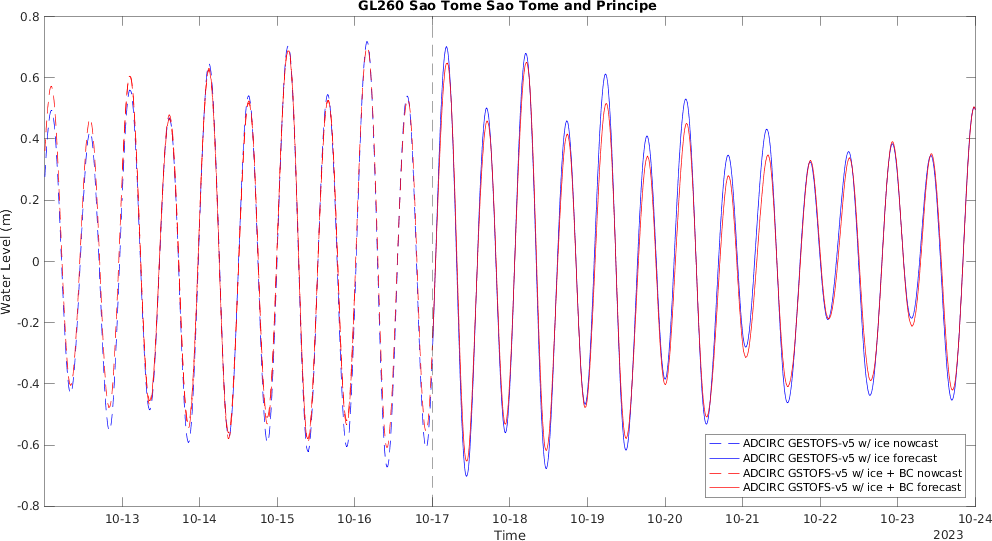 GL260 Sao Tome Sao Tome and Principe
0.8
0.6
0.4
0.2
0
-0.2
-0.4
-0.6
-0.8
Water Level (m)
ADCIRC GESTOFS-v5 w/ ice nowcast
ADCIRC GESTOFS-v5 w/ ice forecast
ADCIRC GSTOFS-v5 w/ ice + BC nowcast
ADCIRC GSTOFS-v5 w/ ice + BC forecast
10-13 10-14 10-15 10-16 10-17 10-18 10-19 10-20 10-21 10-22 10-23 10-24
Time
2023